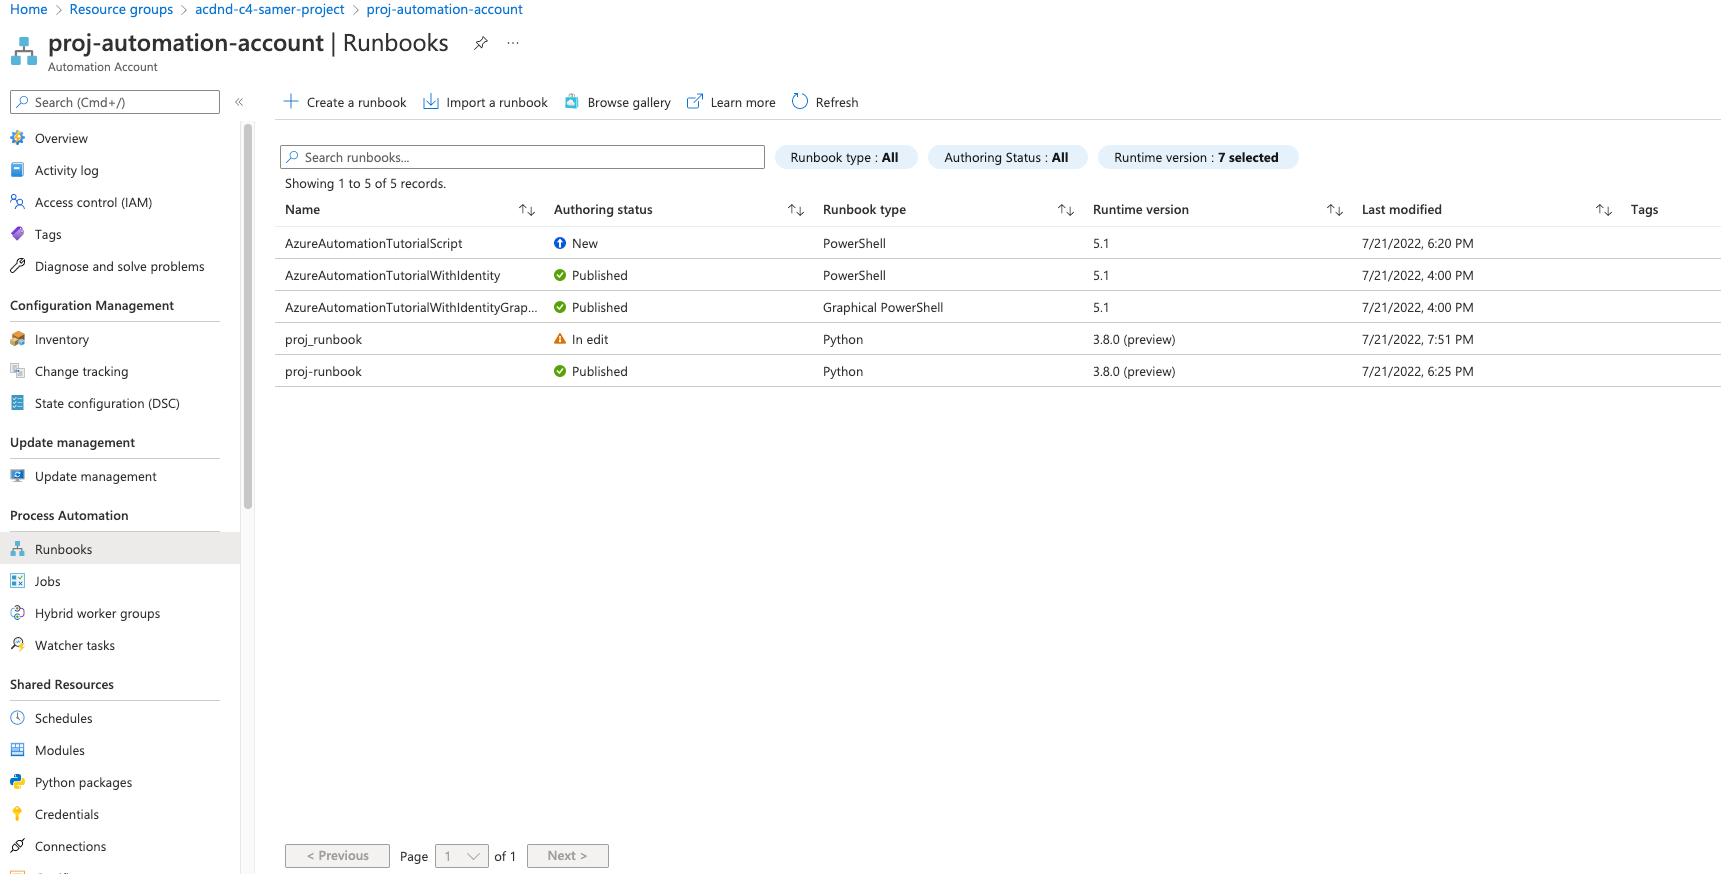 Home > Resource groups > acdnd-c4-samer-project > proj-automation-account
proj-automation-account | Runbooks ...
Automation Account
Search (Cmd+/) «
Overview
Activity log
Access control (IAM)
Tags
Diagnose and solve problems
Configuration Management
Inventory
Change tracking
State configuration (DSC)
Update management
Update management
Process Automation
Runbooks
Jobs
Hybrid worker groups
Watcher tasks
Shared Resources
Schedules
Modules
Python packages
Credentials
Connections
Create a runbook Import a runbook Browse gallery Learn more Refresh
Search runbooks... Runbook type : All Authoring Status : All Runtime version : 7 selected
Showing 1 to 5 of 5 records.
Name Authoring status Runbook type Runtime version Last modified Tags
AzureAutomationTutorialScript New PowerShell 5.1 7/21/2022, 6:20 PM
AzureAutomationTutorialWithIdentity Published PowerShell 5.1 7/21/2022, 4:00 PM
AzureAutomationTutorialWithIdentityGrap... Published Graphical PowerShell 5.1 7/21/2022, 4:00 PM
proj_runbook In edit Python 3.8.0 (preview) 7/21/2022, 7:51 PM
proj-runbook Published Python 3.8.0 (preview) 7/21/2022, 6:25 PM
< Previous Page 1 of 1 Next >